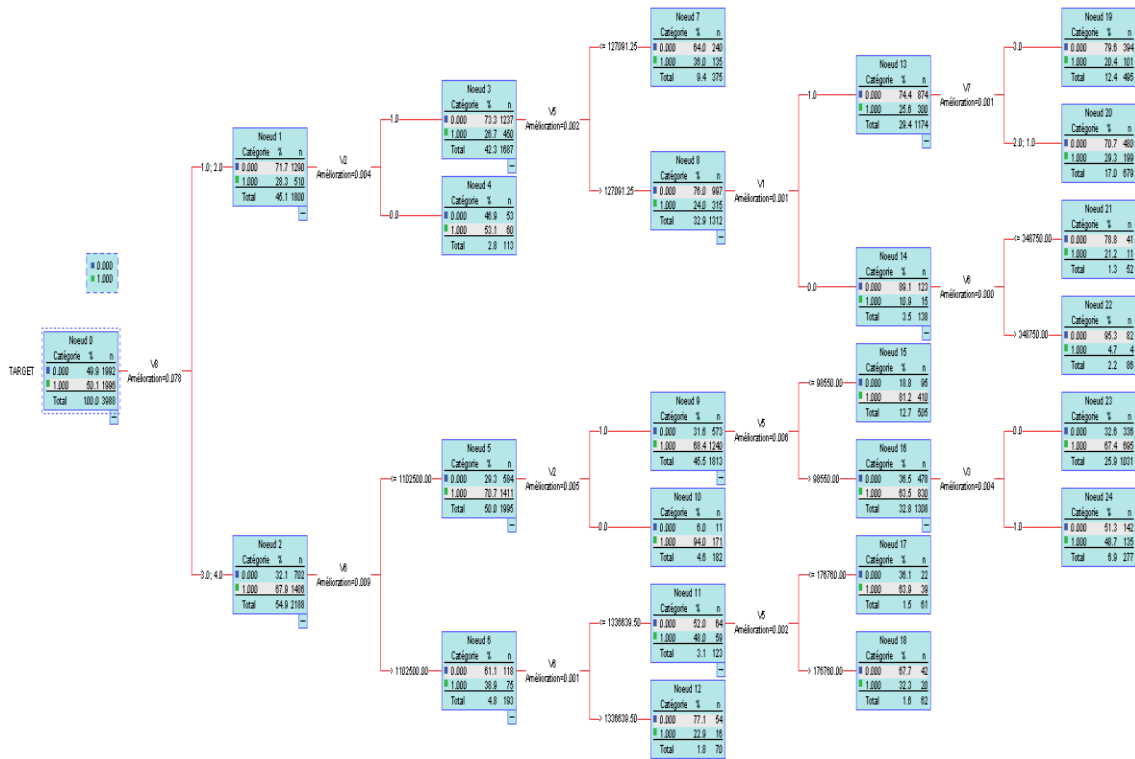 0.000
1.000
TARGET
Noeud 0
Catégorie % n
0.000 49.9 1992
1.000 50.1 1996
Total 100.0 3988
V8
Amélioration=0.078
1.0; 2.0
Noeud 1
Catégorie % n
0.000 71.7 1290
1.000 28.3 510
Total 45.1 1800
V2
Amélioration=0.004
1.0
Noeud 3
Catégorie % n
0.000 73.3 1237
1.000 26.7 450
Total 42.3 1687
0.0
Noeud 4
Catégorie % n
0.000 46.9 53
1.000 53.1 60
Total 2.8 113
V5
Amélioration=0.002
<= 127091.25
Noeud 7
Catégorie % n
0.000 64.0 240
1.000 36.0 135
Total 9.4 375
> 127091.25
Noeud 8
Catégorie % n
0.000 76.0 997
1.000 24.0 315
Total 32.9 1312
V1
Amélioration=0.001
1.0
Noeud 13
Catégorie % n
0.000 74.4 874
1.000 25.6 300
Total 29.4 1174
V7
Amélioration=0.001
3.0
Noeud 19
Catégorie % n
0.000 79.6 394
1.000 20.4 101
Total 12.4 495
2.0; 1.0
Noeud 20
Catégorie % n
0.000 70.7 480
1.000 29.3 199
Total 17.0 679
0.0
Noeud 14
Catégorie % n
0.000 89.1 123
1.000 10.9 15
Total 3.5 138
V6
Amélioration=0.000
<= 348750.00
Noeud 21
Catégorie % n
0.000 78.8 41
1.000 21.2 11
Total 1.3 52
> 348750.00
Noeud 22
Catégorie % n
0.000 95.3 82
1.000 4.7 4
Total 2.2 86
3.0; 4.0
Noeud 2
Catégorie % n
0.000 32.1 702
1.000 67.9 1486
Total 54.9 2188
V6
Amélioration=0.009
<= 1102500.00
Noeud 5
Catégorie % n
0.000 29.3 584
1.000 70.7 1411
Total 50.0 1995
V2
Amélioration=0.005
1.0
Noeud 9
Catégorie % n
0.000 31.6 573
1.000 68.4 1240
Total 45.5 1813
0.0
Noeud 10
Catégorie % n
0.000 6.0 11
1.000 94.0 171
Total 4.6 182
V5
Amélioration=0.006
<= 98550.00
Noeud 15
Catégorie % n
0.000 18.8 95
1.000 81.2 410
Total 12.7 505
> 98550.00
Noeud 16
Catégorie % n
0.000 36.5 478
1.000 63.5 830
Total 32.8 1308
V3
Amélioration=0.004
0.0
Noeud 23
Catégorie % n
0.000 32.6 336
1.000 67.4 695
Total 25.9 1031
1.0
Noeud 24
Catégorie % n
0.000 51.3 142
1.000 48.7 135
Total 6.9 277
> 1102500.00
Noeud 6
Catégorie % n
0.000 61.1 118
1.000 38.9 75
Total 4.8 193
V6
Amélioration=0.001
<= 1336639.50
Noeud 11
Catégorie % n
0.000 52.0 64
1.000 48.0 59
Total 3.1 123
> 1336639.50
Noeud 12
Catégorie % n
0.000 77.1 54
1.000 22.9 16
Total 1.8 70
V5
Amélioration=0.002
<= 176760.00
Noeud 17
Catégorie % n
0.000 36.1 22
1.000 63.9 39
Total 1.5 61
> 176760.00
Noeud 18
Catégorie % n
0.000 67.7 42
1.000 32.3 20
Total 1.6 62